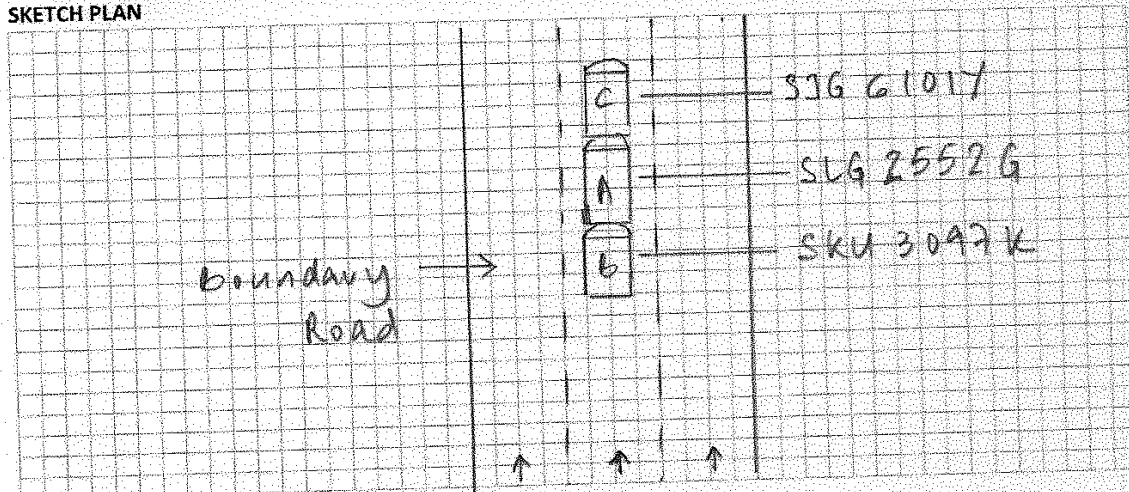 SKETCH PLAN
C
SJG 6101Y
A
SLG 2552G
B
SKU 3097K
Boundary
Road